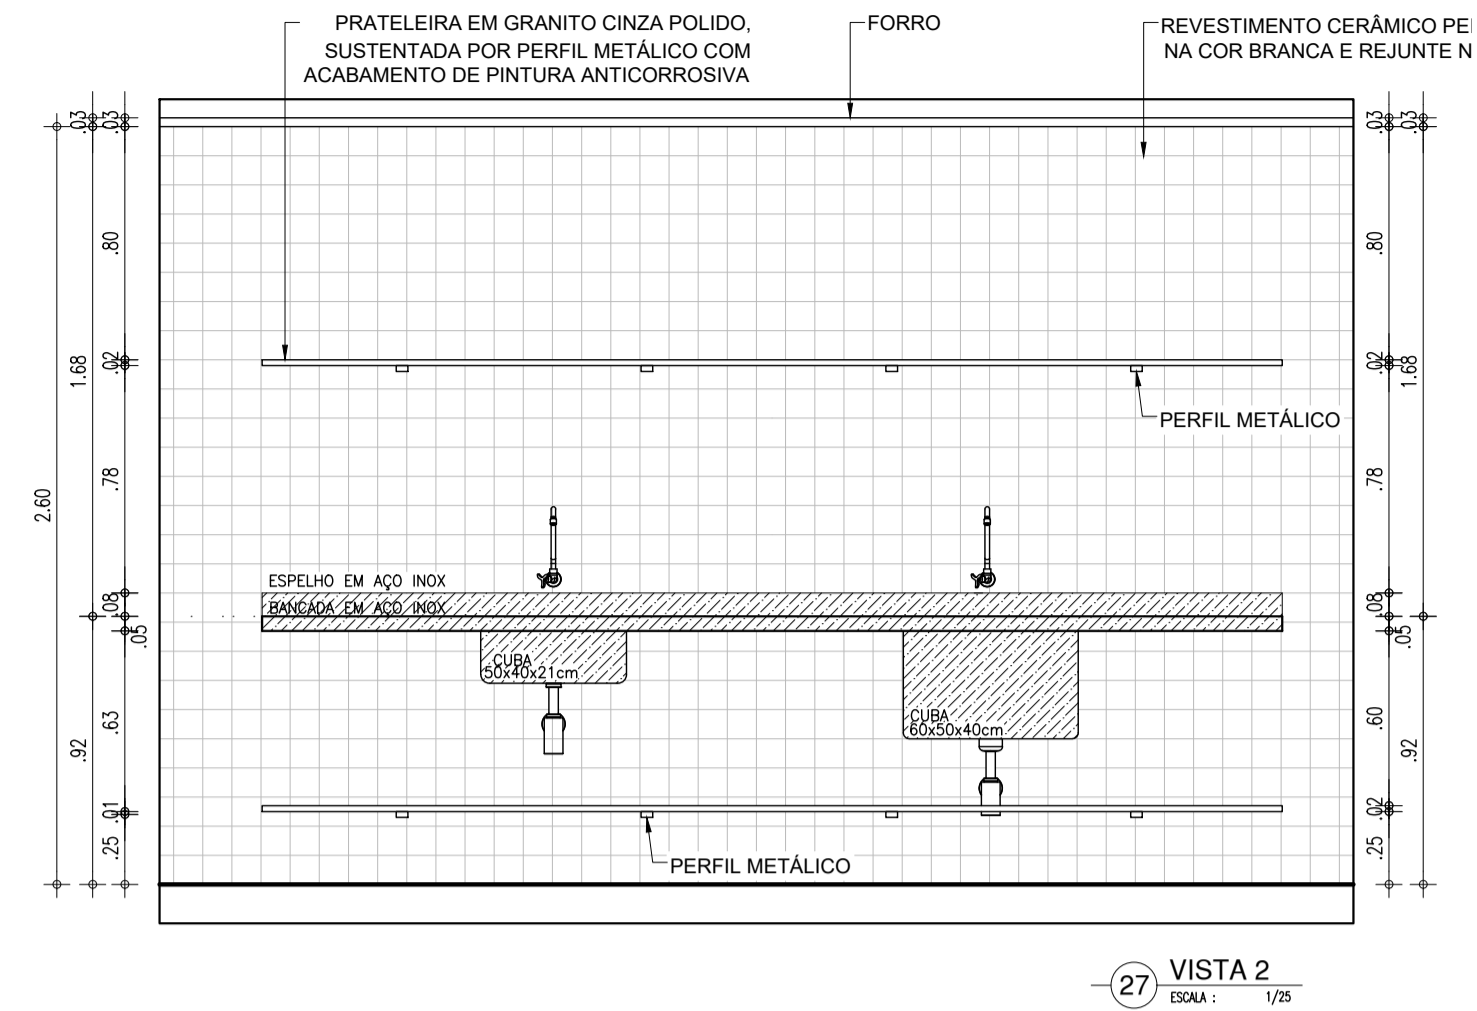 PRATELEIRA EM GRANITO CINZA POLIDO,
SUSTENTADA POR PERFIL METÁLICO COM
ACABAMENTO DE PINTURA ANTICORROSIVA
FORRO
REVESTIMENTO CERÂMICO
NA COR BRANCA E REJUNTE
.03
.03
.03
.03
.80
.80
1.68
.02
.02
1.68
PERFIL METÁLICO
2.60
.78
.78
ESPELHO EM AÇO INOX
BANCADA EM AÇO INOX
.08
.08
.05
.05
CUBA
50x40x21cm
CUBA
60x50x40cm
.92
.63
.60
.92
.01
.02
.25
.25
PERFIL METÁLICO
27
VISTA 2
ESCALA : 1/25